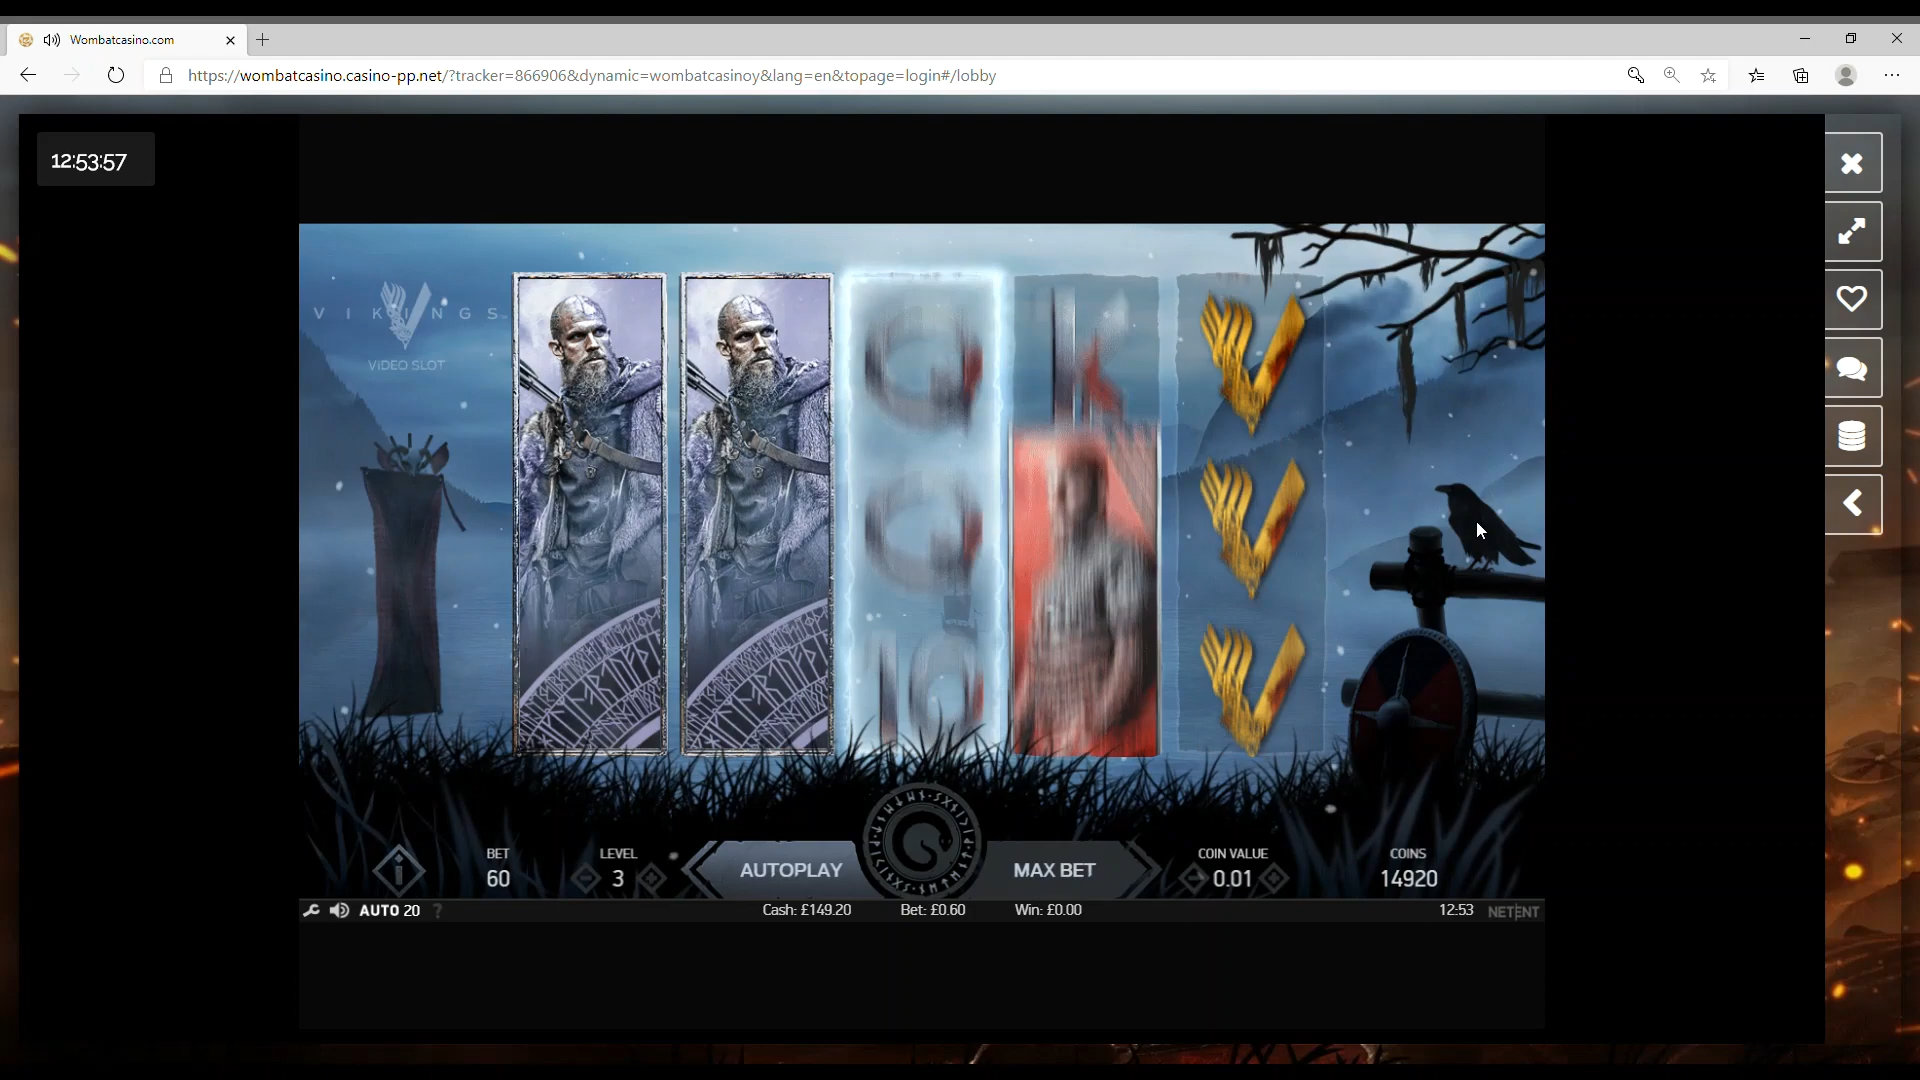 Wombatcasino.com
https://wombatcasino.casino-pp.net/?tracker=866906&dynamic=wombatcasinoy&lang=en&topage=login#/lobby
12:53:57
VIKINGS
VIDEO SLOT
Q
K
Q
10
BET
60
LEVEL
3
AUTOPLAY
MAX BET
COIN VALUE
0.01
COINS
14920
AUTO 20 ?
Cash: £149.20
Bet: £0.60
Win: £0.00
12:53
NETENT